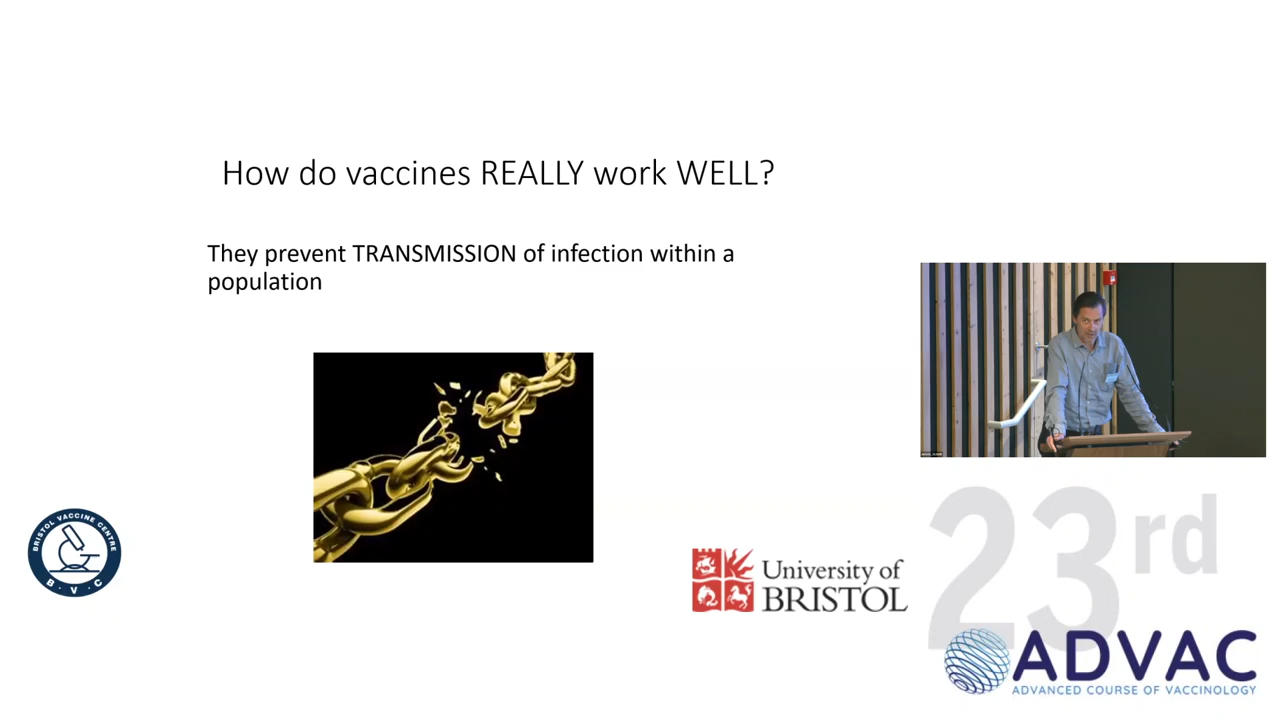 How do vaccines REALLY work WELL?
They prevent TRANSMISSION of infection within a
population
BRISTOL VACCINE CENTRE
B · V · C
University of
BRISTOL
23rd
ADVAC
ADVANCED COURSE OF VACCINOLOGY